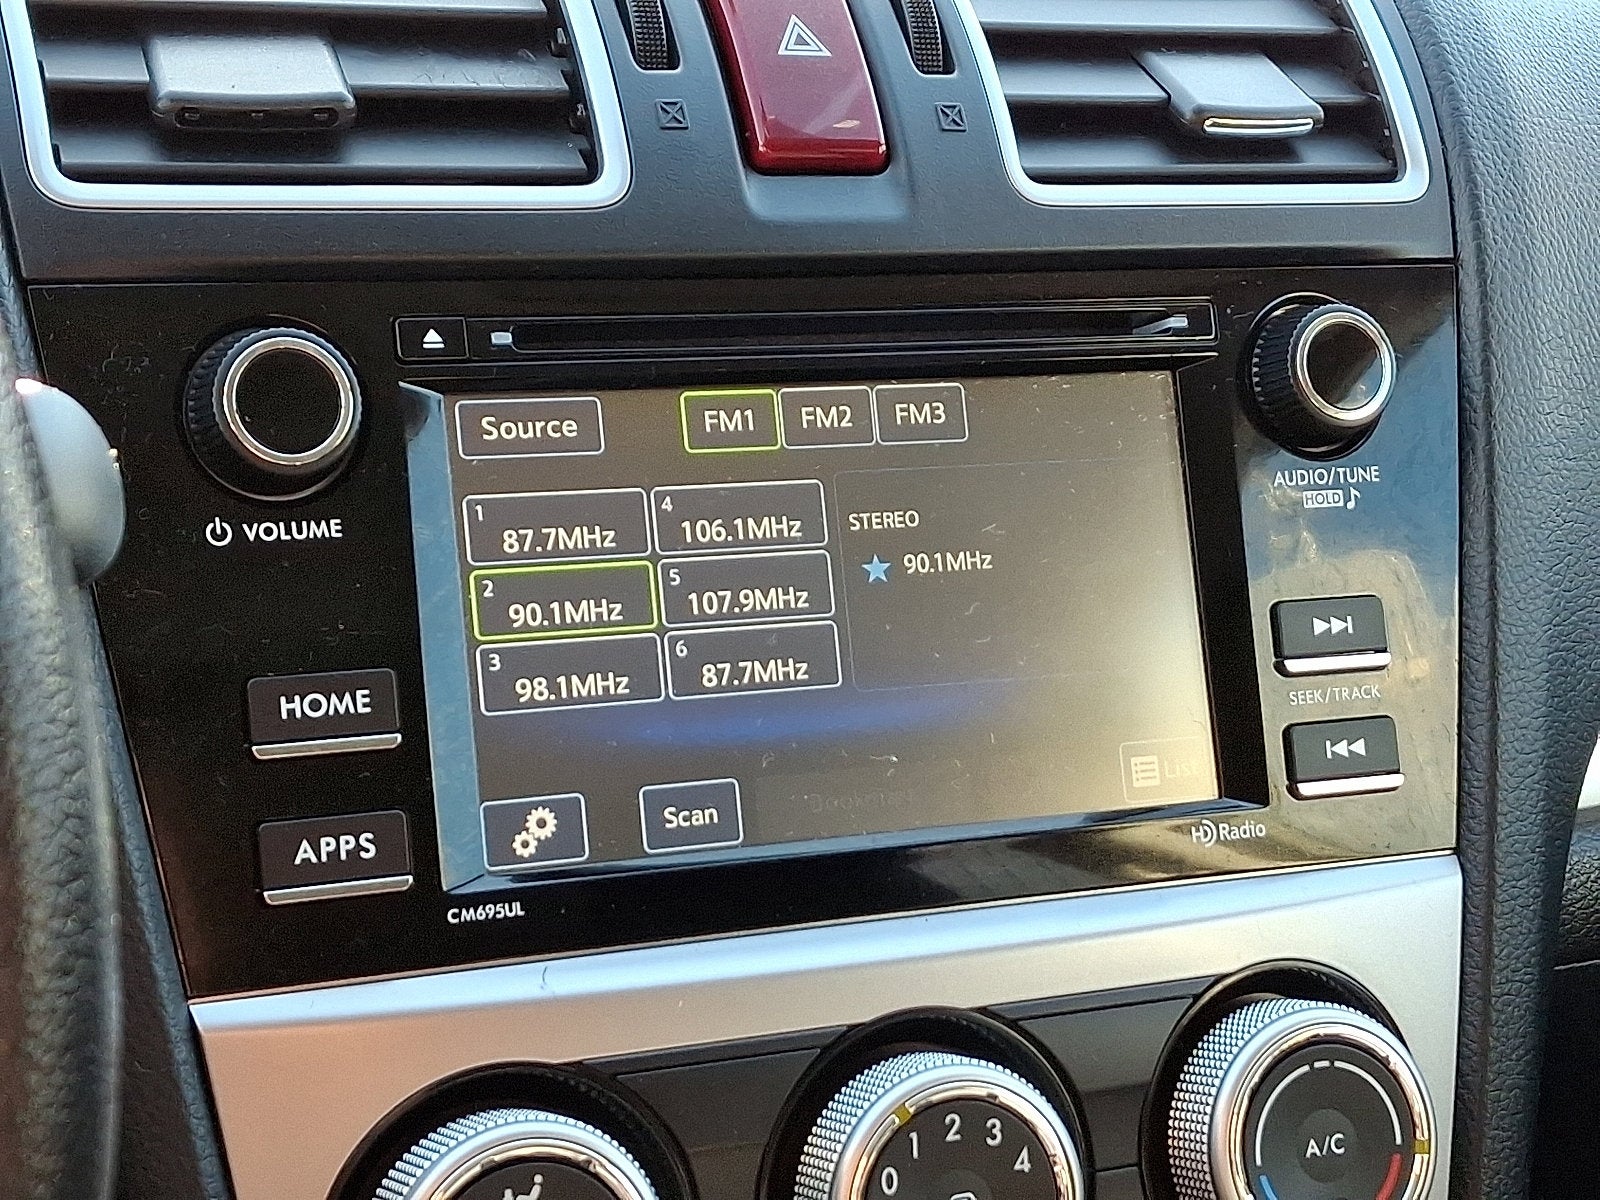 Source
FM1 FM2 FM3
1 87.7MHz
4 106.1MHz
2 90.1MHz
5 107.9MHz
3 98.1MHz
6 87.7MHz
STEREO
90.1MHz
Scan
List
VOLUME
HOME
APPS
CM695UL
AUDIO/TUNE
HOLD
SEEK/TRACK
HD Radio
0 1 2 3 4
A/C